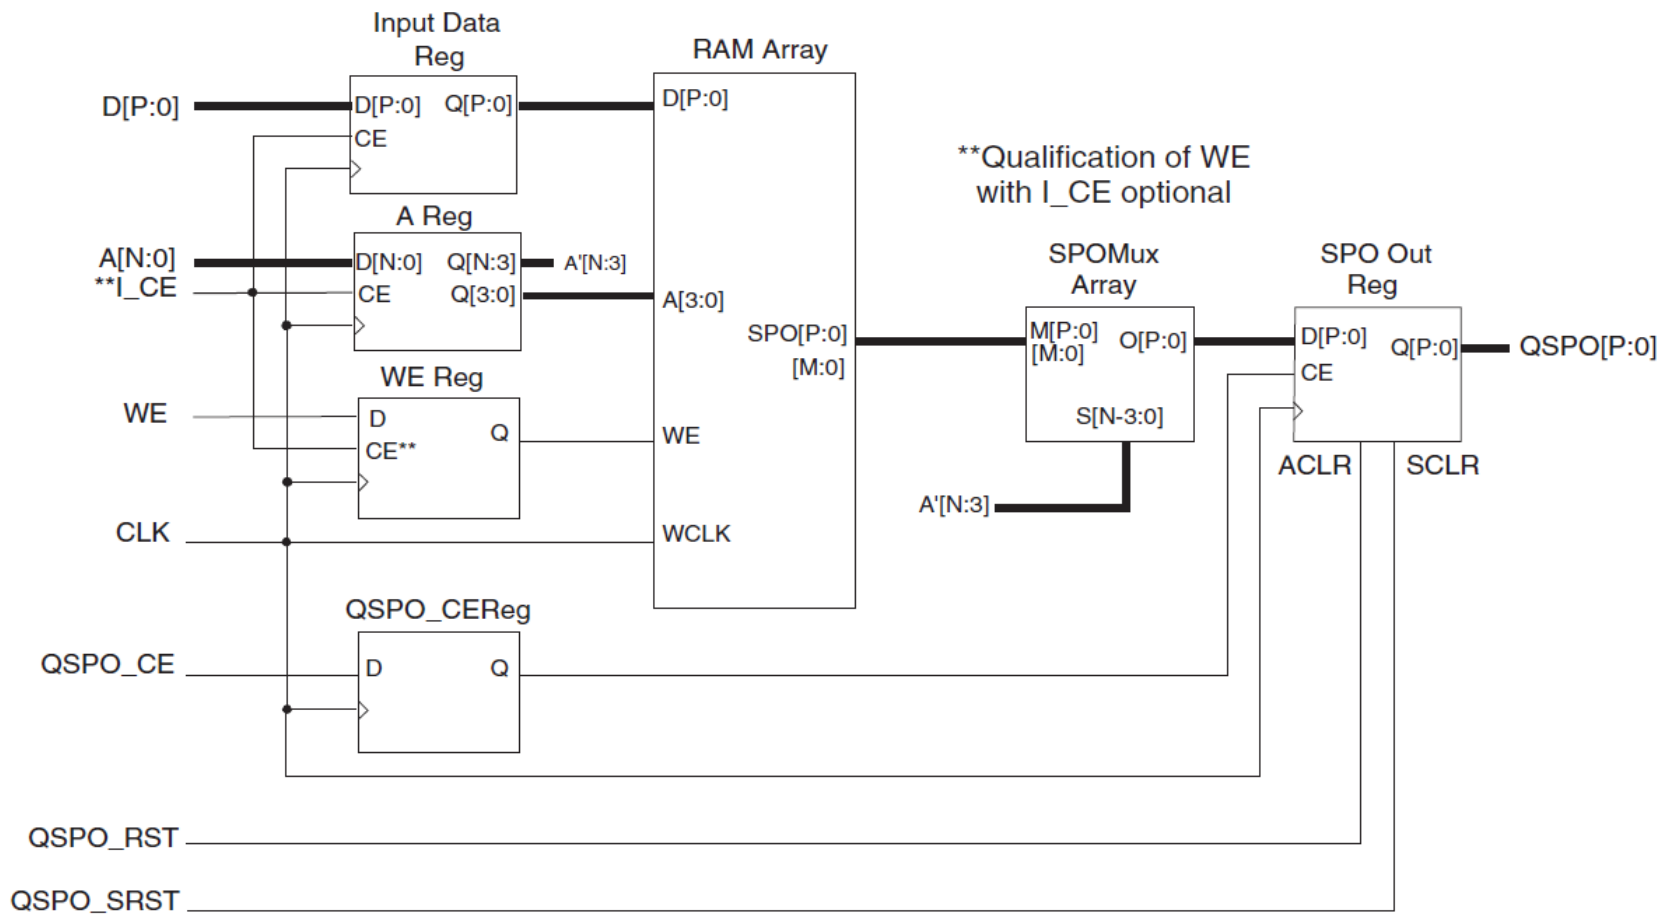 Input Data
Reg
RAM Array
D[P:0]
D[P:0]
Q[P:0]
D[P:0]
CE
**Qualification of WE
with I_CE optional
A Reg
A[N:0]
D[N:0]
Q[N:3]
A'[N:3]
**I_CE
CE
Q[3:0]
A[3:0]
SPOMux
Array
SPO Out
Reg
SPO[P:0]
[M:0]
M[P:0]
[M:0]
O[P:0]
D[P:0]
Q[P:0]
QSPO[P:0]
CE
WE Reg
WE
D
Q
CE**
WE
S[N-3:0]
ACLR
SCLR
A'[N:3]
CLK
WCLK
QSPO_CEReg
QSPO_CE
D
Q
QSPO_RST
QSPO_SRST